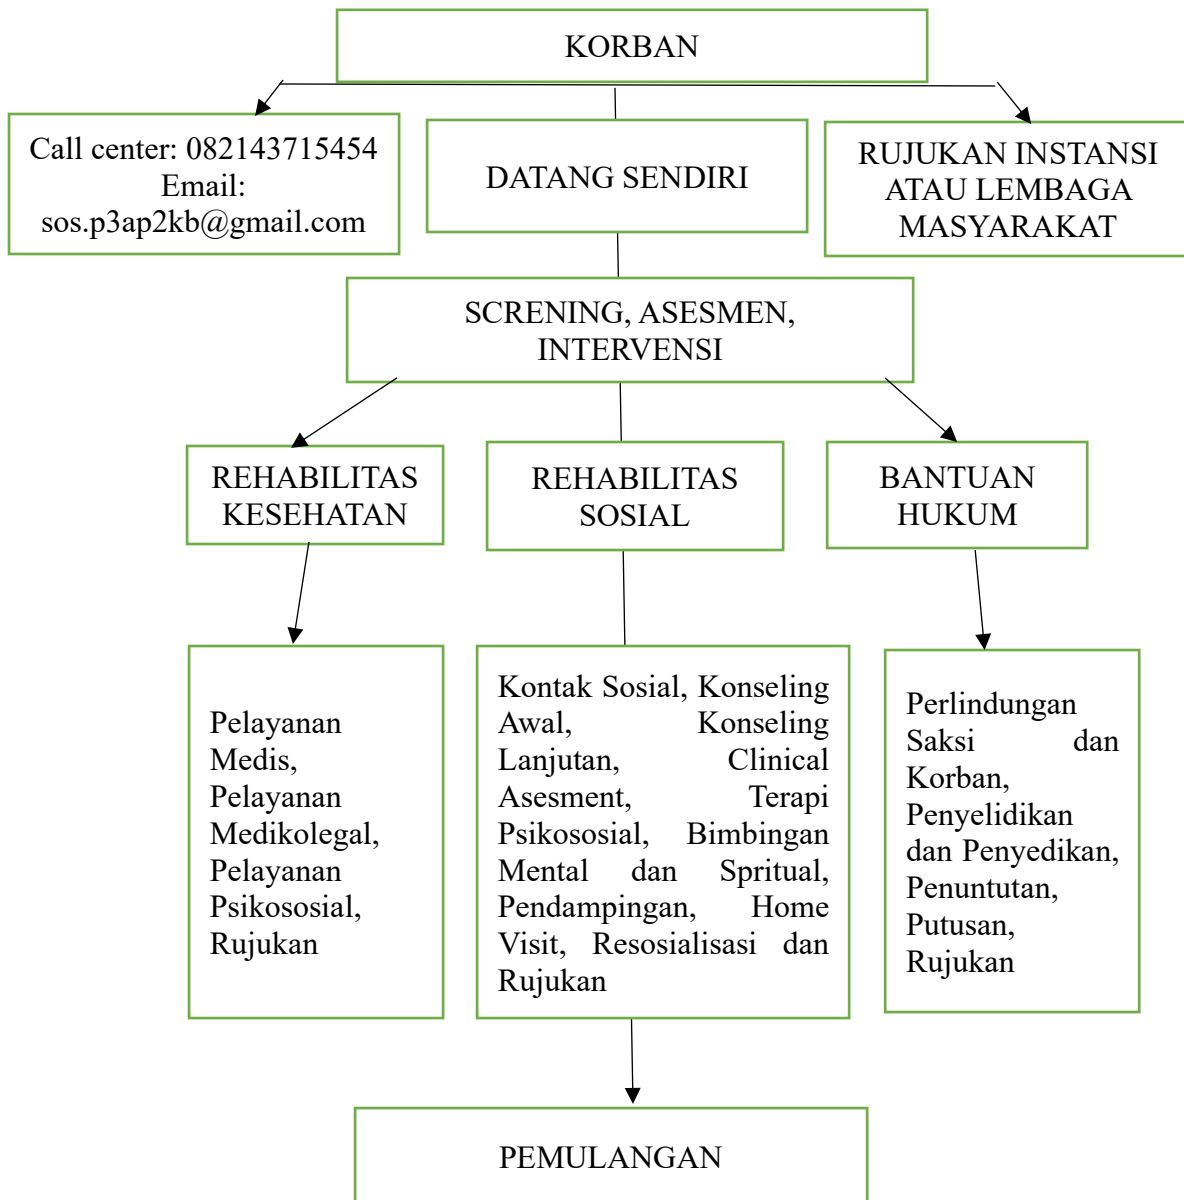 KORBAN
Call center: 082143715454
Email:
sos.p3ap2kb@gmail.com
DATANG SENDIRI
RUJUKAN INSTANSI
ATAU LEMBAGA
MASYARAKAT
SCRENING, ASESMEN,
INTERVENSI
REHABILITAS
KESEHATAN
REHABILITAS
SOSIAL
BANTUAN
HUKUM
Pelayanan
Medis,
Pelayanan
Medikolegal,
Pelayanan
Psikososial,
Rujukan
Kontak Sosial, Konseling
Awal, Konseling
Lanjutan, Clinical
Asesment, Terapi
Psikososial, Bimbingan
Mental dan Spritual,
Pendampingan, Home
Visit, Resosialisasi dan
Rujukan
Perlindungan
Saksi dan
Korban,
Penyelidikan
dan Penyedikan,
Penuntutan,
Putusan,
Rujukan
PEMULANGAN